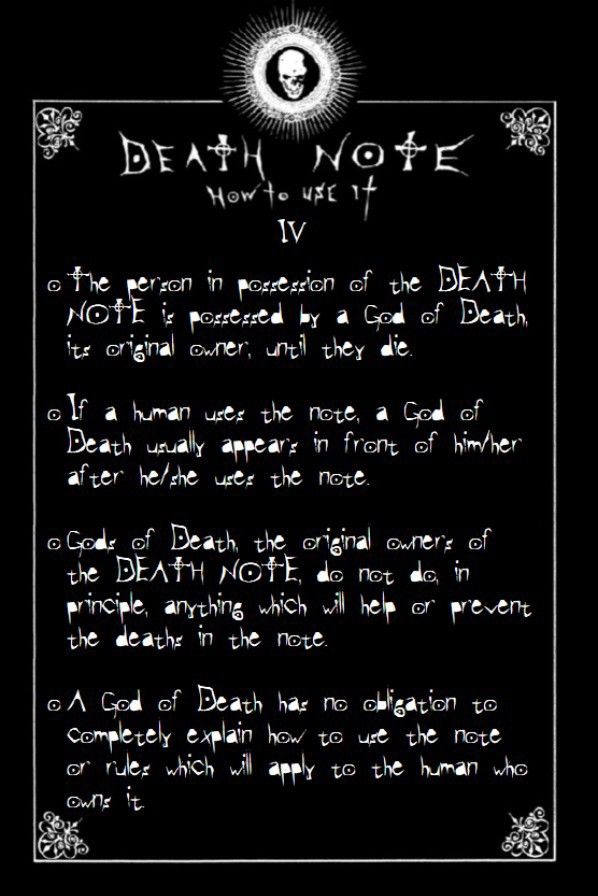 DEATH NOTE
HOW TO USE IT
IV
The person in possession of the DEATH
NOTE is possessed by a God of Death,
its original owner, until they die.
If a human uses the note, a God of
Death usually appears in front of him/her
after he/she uses the note.
Gods of Death, the original owners of
the DEATH NOTE, do not do, in
principle, anything which will help or prevent
the deaths in the note.
A God of Death has no obligation to
completely explain how to use the note
or rules which will apply to the human who
owns it.